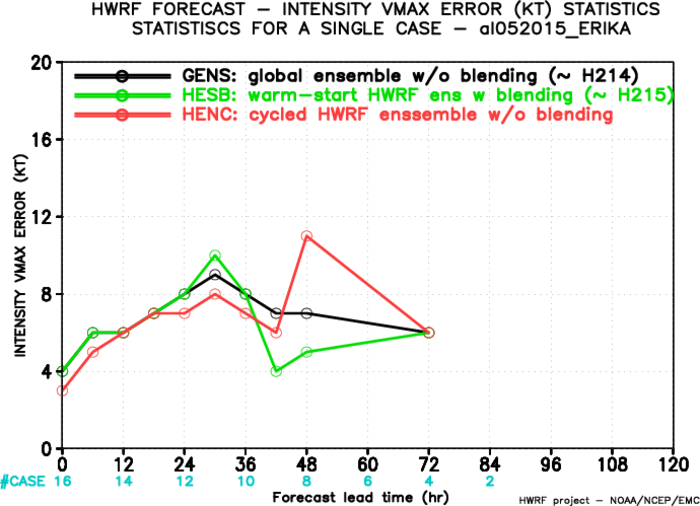 HWRF FORECAST – INTENSITY VMAX ERROR (KT) STATISTICS
STATISTISCS FOR A SINGLE CASE – al052015_ERIKA
GENS: global ensemble w/o blending (~ H214)
HESB: warm–start HWRF ens w blending (~ H215)
HENC: cycled HWRF enssemble w/o blending
INTENSITY VMAX ERROR (KT)
20
16
12
8
4
0
0 12 24 36 48 60 72 84 96 108 120
#CASE 16 14 12 10 8 6 4 2
Forecast lead time (hr)
HWRF project – NOAA/NCEP/EMC